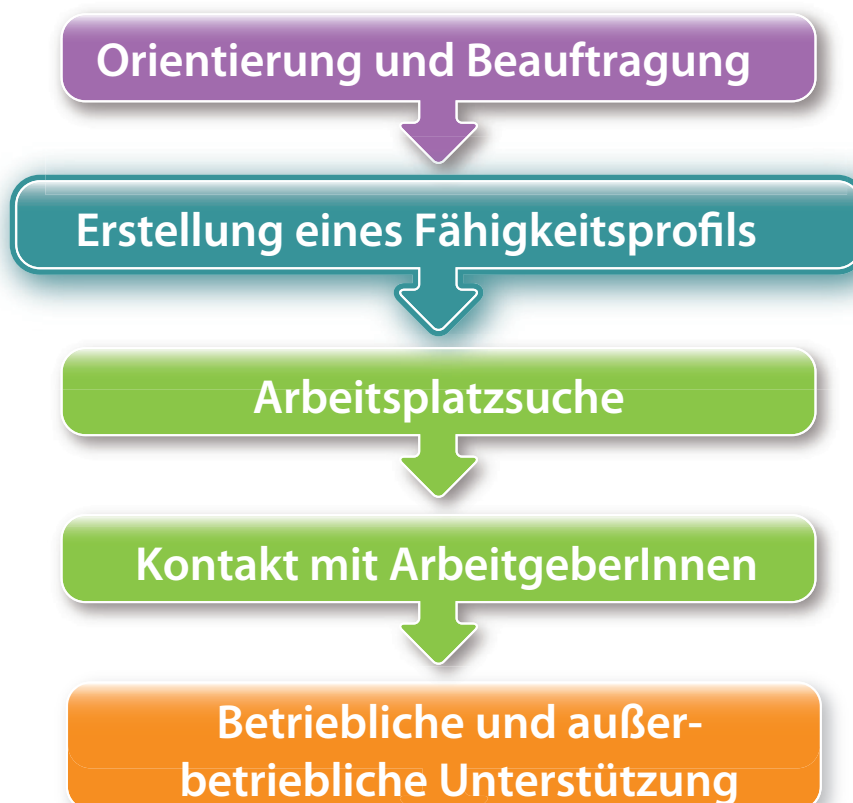 Orientierung und Beauftragung
Erstellung eines Fähigkeitsprofils
Arbeitsplatzsuche
Kontakt mit ArbeitgeberInnen
Betriebliche und außer-
betriebliche Unterstützung